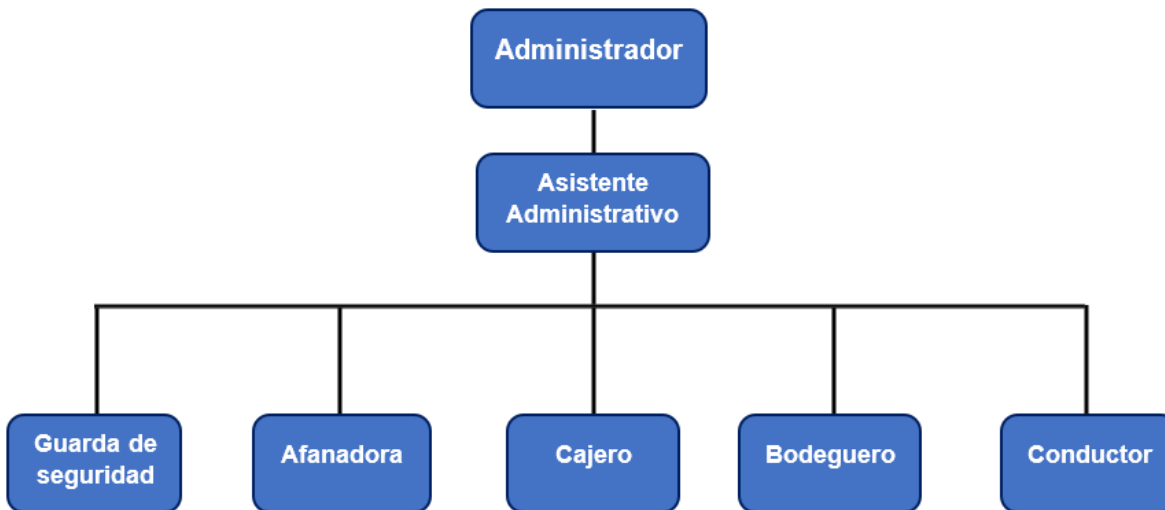 Administrador
Asistente
Administrativo
Guarda de
seguridad
Afanadora
Cajero
Bodeguero
Conductor